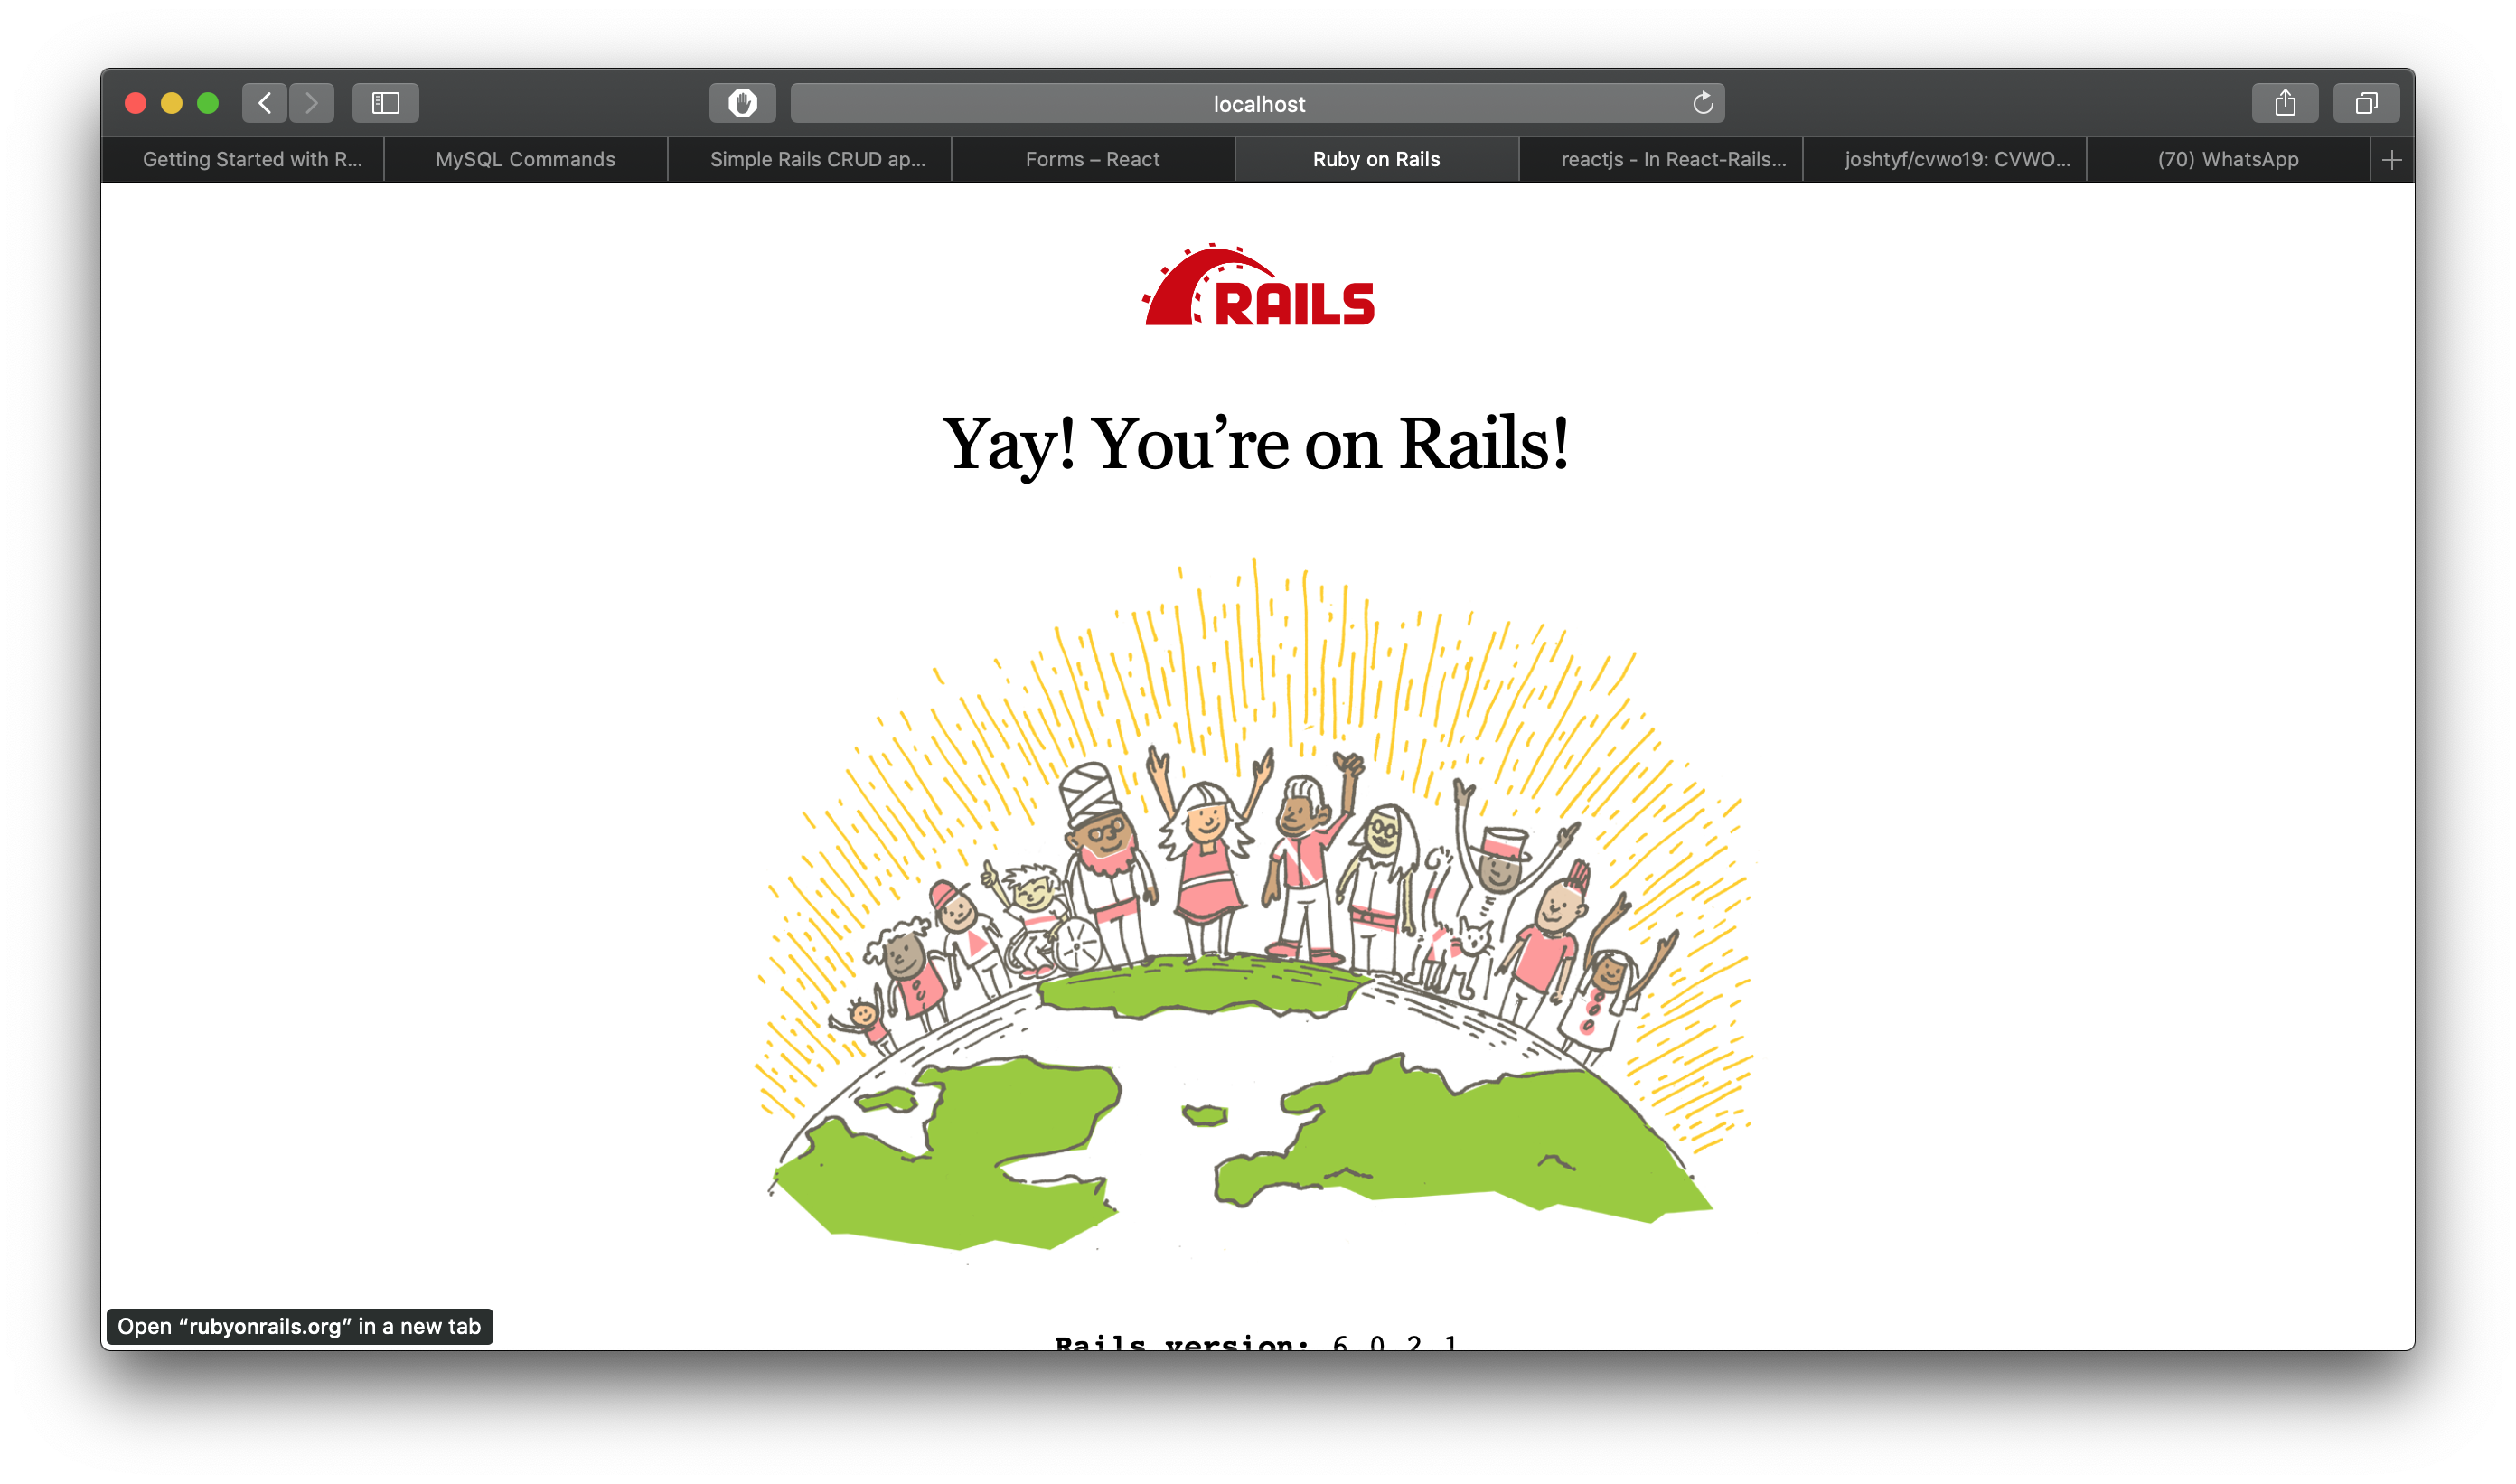 localhost
Getting Started with R...
MySQL Commands
Simple Rails CRUD ap...
Forms – React
Ruby on Rails
reactjs - In React-Rails...
joshtyf/cvwo19: CVWO...
(70) WhatsApp
RAILS
Yay! You’re on Rails!
Rails version: 6.0.2.1
Open “rubyonrails.org” in a new tab